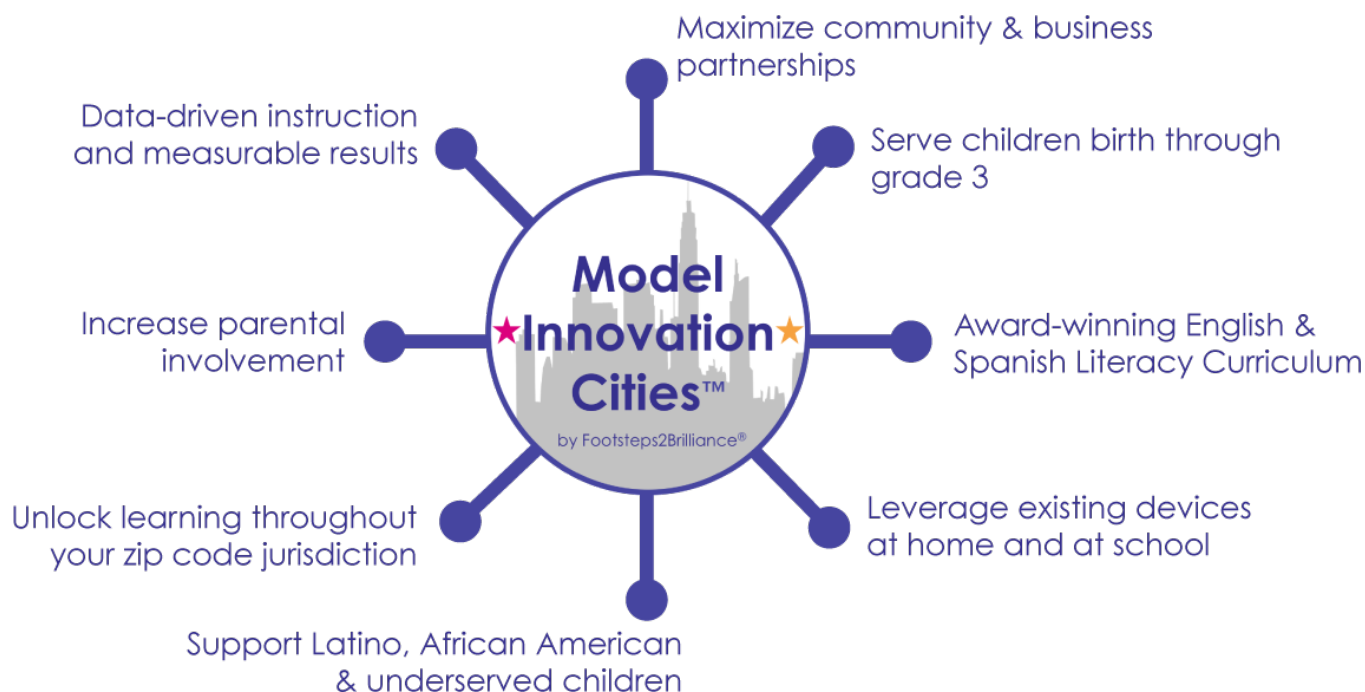 Maximize community & business
partnerships
Serve children birth through
grade 3
Award-winning English &
Spanish Literacy Curriculum
Leverage existing devices
at home and at school
Support Latino, African American
& underserved children
Unlock learning throughout
your zip code jurisdiction
Increase parental
involvement
Data-driven instruction
and measurable results
Model
Innovation
Cities™
by Footsteps2Brilliance®